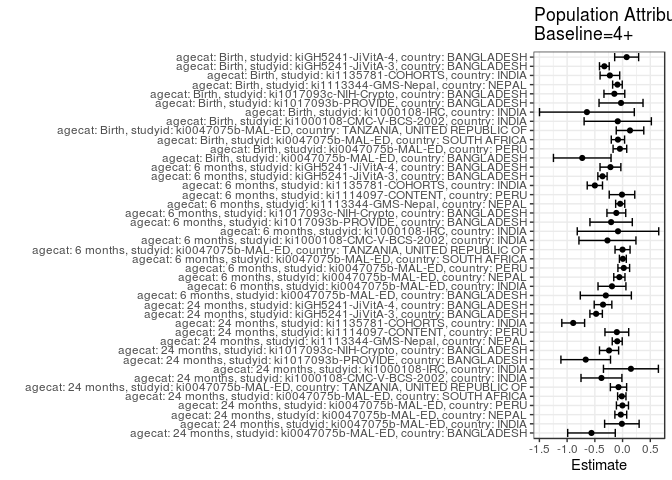 Population Attribu
Baseline=4+
agecat: Birth, studyid: kiGH5241-JiVitA-4, country: BANGLADESH
agecat: Birth, studyid: kiGH5241-JiVitA-3, country: BANGLADESH
agecat: Birth, studyid: ki1135781-COHORTS, country: INDIA
agecat: Birth, studyid: ki1113344-GMS-Nepal, country: NEPAL
agecat: Birth, studyid: ki1017093c-NIH-Crypto, country: BANGLADESH
agecat: Birth, studyid: ki1017093b-PROVIDE, country: BANGLADESH
agecat: Birth, studyid: ki1000108-IRC, country: INDIA
agecat: Birth, studyid: ki1000108-CMC-V-BCS-2002, country: INDIA
agecat: Birth, studyid: ki0047075b-MAL-ED, country: TANZANIA, UNITED REPUBLIC OF
agecat: Birth, studyid: ki0047075b-MAL-ED, country: SOUTH AFRICA
agecat: Birth, studyid: ki0047075b-MAL-ED, country: PERU
agecat: Birth, studyid: ki0047075b-MAL-ED, country: BANGLADESH
agecat: 6 months, studyid: kiGH5241-JiVitA-4, country: BANGLADESH
agecat: 6 months, studyid: kiGH5241-JiVitA-3, country: BANGLADESH
agecat: 6 months, studyid: ki1135781-COHORTS, country: INDIA
agecat: 6 months, studyid: ki1114097-CONTENT, country: PERU
agecat: 6 months, studyid: ki1113344-GMS-Nepal, country: NEPAL
agecat: 6 months, studyid: ki1017093c-NIH-Crypto, country: BANGLADESH
agecat: 6 months, studyid: ki1017093b-PROVIDE, country: BANGLADESH
agecat: 6 months, studyid: ki1000108-IRC, country: INDIA
agecat: 6 months, studyid: ki1000108-CMC-V-BCS-2002, country: INDIA
agecat: 6 months, studyid: ki0047075b-MAL-ED, country: TANZANIA, UNITED REPUBLIC OF
agecat: 6 months, studyid: ki0047075b-MAL-ED, country: SOUTH AFRICA
agecat: 6 months, studyid: ki0047075b-MAL-ED, country: PERU
agecat: 6 months, studyid: ki0047075b-MAL-ED, country: NEPAL
agecat: 6 months, studyid: ki0047075b-MAL-ED, country: INDIA
agecat: 6 months, studyid: ki0047075b-MAL-ED, country: BANGLADESH
agecat: 24 months, studyid: kiGH5241-JiVitA-4, country: BANGLADESH
agecat: 24 months, studyid: kiGH5241-JiVitA-3, country: BANGLADESH
agecat: 24 months, studyid: ki1135781-COHORTS, country: INDIA
agecat: 24 months, studyid: ki1114097-CONTENT, country: PERU
agecat: 24 months, studyid: ki1113344-GMS-Nepal, country: NEPAL
agecat: 24 months, studyid: ki1017093c-NIH-Crypto, country: BANGLADESH
agecat: 24 months, studyid: ki1017093b-PROVIDE, country: BANGLADESH
agecat: 24 months, studyid: ki1000108-IRC, country: INDIA
agecat: 24 months, studyid: ki1000108-CMC-V-BCS-2002, country: INDIA
agecat: 24 months, studyid: ki0047075b-MAL-ED, country: TANZANIA, UNITED REPUBLIC OF
agecat: 24 months, studyid: ki0047075b-MAL-ED, country: SOUTH AFRICA
agecat: 24 months, studyid: ki0047075b-MAL-ED, country: PERU
agecat: 24 months, studyid: ki0047075b-MAL-ED, country: NEPAL
agecat: 24 months, studyid: ki0047075b-MAL-ED, country: INDIA
agecat: 24 months, studyid: ki0047075b-MAL-ED, country: BANGLADESH
-1.5 -1.0 -0.5 0.0 0.5
Estimate